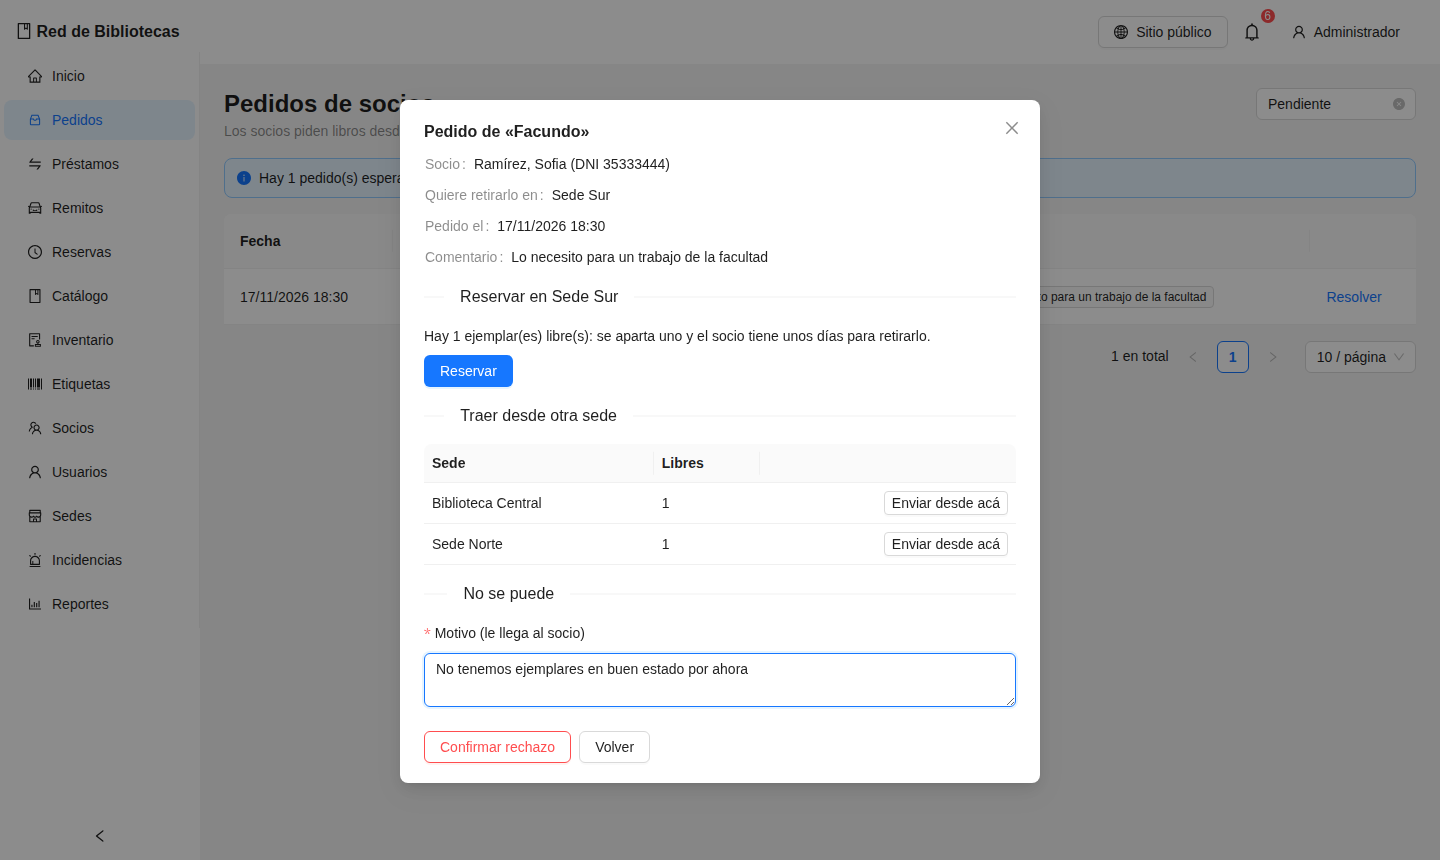 Red de Bibliotecas
Sitio público
6
Administrador
Inicio
Pedidos
Préstamos
Remitos
Reservas
Catálogo
Inventario
Etiquetas
Socios
Usuarios
Sedes
Incidencias
Reportes
Pedidos de socios
Los socios piden libros desd
Pendiente
Hay 1 pedido(s) espera
Fecha
17/11/2026 18:30
to para un trabajo de la facultad
Resolver
1 en total
1
10 / página
Pedido de «Facundo»
Socio: Ramírez, Sofia (DNI 35333444)
Quiere retirarlo en: Sede Sur
Pedido el: 17/11/2026 18:30
Comentario: Lo necesito para un trabajo de la facultad
Reservar en Sede Sur
Hay 1 ejemplar(es) libre(s): se aparta uno y el socio tiene unos días para retirarlo.
Reservar
Traer desde otra sede
Sede Libres
Biblioteca Central 1 Enviar desde acá
Sede Norte 1 Enviar desde acá
No se puede
* Motivo (le llega al socio)
No tenemos ejemplares en buen estado por ahora
Confirmar rechazo
Volver